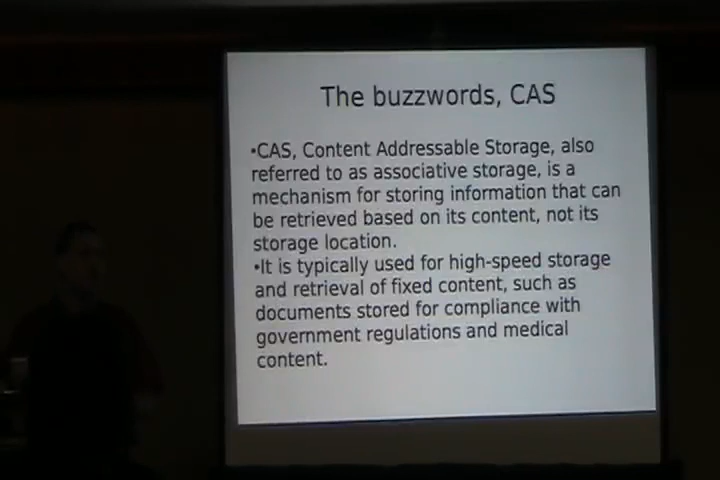 The buzzwords, CAS
•CAS, Content Addressable Storage, also
referred to as associative storage, is a
mechanism for storing information that can
be retrieved based on its content, not its
storage location.
•It is typically used for high-speed storage
and retrieval of fixed content, such as
documents stored for compliance with
government regulations and medical
content.